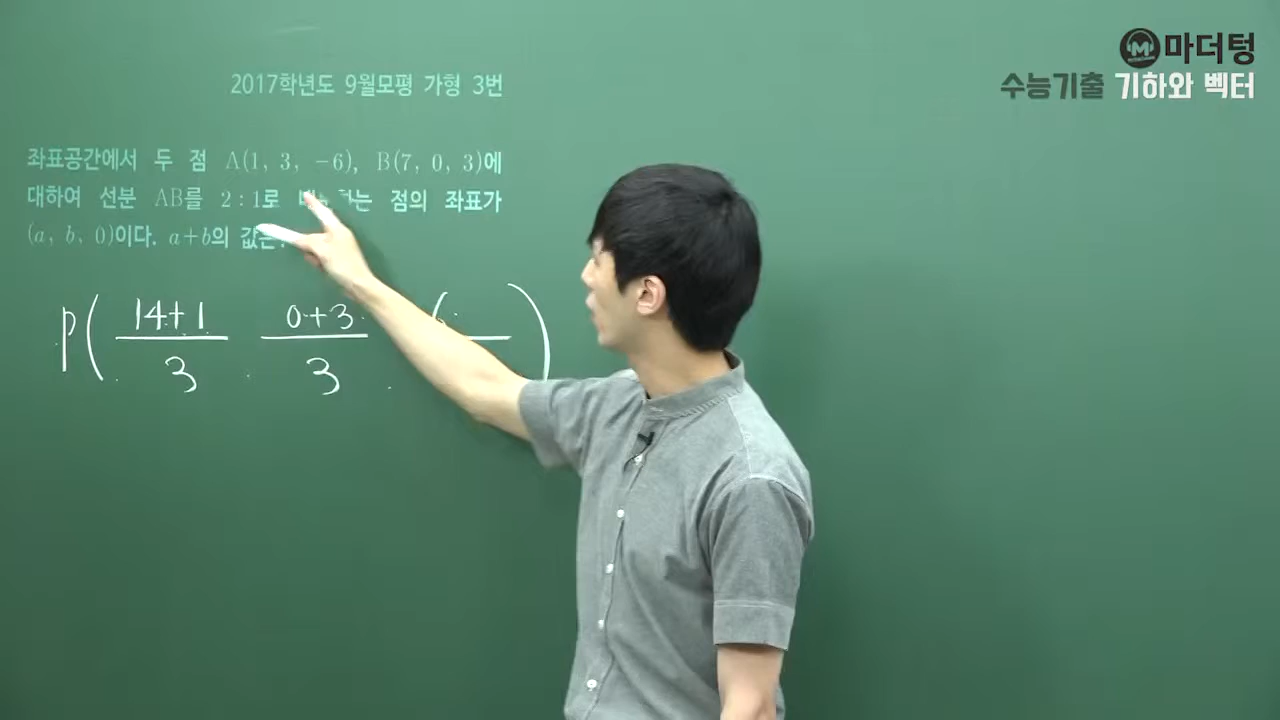 마더텅
수능기출 기하와 벡터
2017학년도 9월모평 가형 3번
좌표공간에서 두 점 A(1, 3, −6), B(7, 0, 3)에
대하여 선분 AB를 2 : 1로 점의 좌표가
(a, b, 0)이다. a+b의
P( 14+1 0+3 6 )
3 3